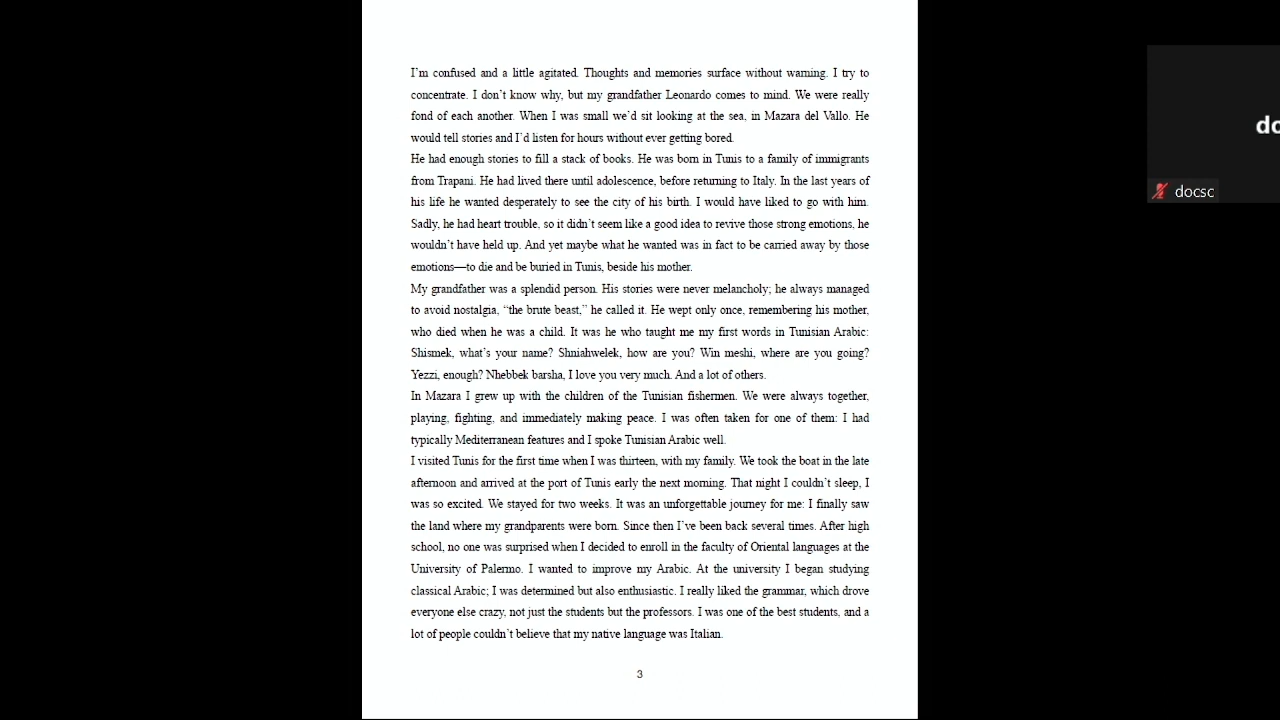 I'm confused and a little agitated. Thoughts and memories surface without warning. I try to
concentrate. I don't know why, but my grandfather Leonardo comes to mind. We were really
fond of each another. When I was small we'd sit looking at the sea, in Mazara del Vallo. He
would tell stories and I'd listen for hours without ever getting bored.
He had enough stories to fill a stack of books. He was born in Tunis to a family of immigrants
from Trapani. He had lived there until adolescence, before returning to Italy. In the last years of
his life he wanted desperately to see the city of his birth. I would have liked to go with him.
Sadly, he had heart trouble, so it didn't seem like a good idea to revive those strong emotions, he
wouldn't have held up. And yet maybe what he wanted was in fact to be carried away by those
emotions—to die and be buried in Tunis, beside his mother.
My grandfather was a splendid person. His stories were never melancholy; he always managed
to avoid nostalgia, "the brute beast," he called it. He wept only once, remembering his mother,
who died when he was a child. It was he who taught me my first words in Tunisian Arabic:
Shismek, what's your name? Shniahwelek, how are you? Win meshi, where are you going?
Yezzi, enough? Nhebbek barsha, I love you very much. And a lot of others.
In Mazara I grew up with the children of the Tunisian fishermen. We were always together,
playing, fighting, and immediately making peace. I was often taken for one of them: I had
typically Mediterranean features and I spoke Tunisian Arabic well.
I visited Tunis for the first time when I was thirteen, with my family. We took the boat in the late
afternoon and arrived at the port of Tunis early the next morning. That night I couldn't sleep, I
was so excited. We stayed for two weeks. It was an unforgettable journey for me: I finally saw
the land where my grandparents were born. Since then I've been back several times. After high
school, no one was surprised when I decided to enroll in the faculty of Oriental languages at the
University of Palermo. I wanted to improve my Arabic. At the university I began studying
classical Arabic; I was determined but also enthusiastic. I really liked the grammar, which drove
everyone else crazy, not just the students but the professors. I was one of the best students, and a
lot of people couldn't believe that my native language was Italian.
3
do
docsc